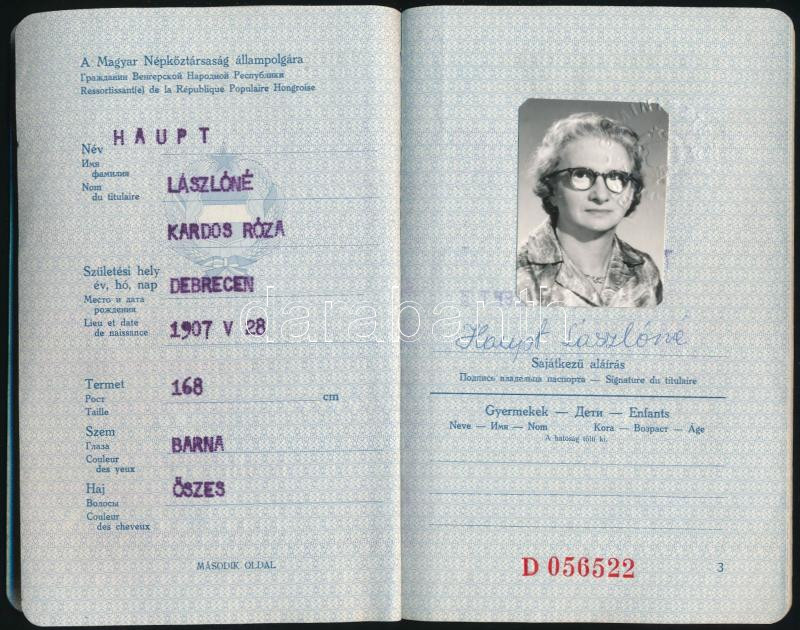 A Magyar Népköztársaság állampolgára
Гражданин Венгерской Народной Республики
Ressortissant(e) de la République Populaire Hongroise
HAUPT
Név
Имя
фамилия
Nom
du titulaire
LÁSZLÓNÉ
KARDOS RÓZA
Születési hely
év, hó, nap
Место и дата
рождения
Lieu et date
de naissance
DEBRECEN
1907 V 28
Termet
Рост
Taille
168
cm
Szem
Глаза
Couleur
des yeux
BARNA
Haj
Волосы
Couleur
des cheveux
ŐSZES
MÁSODIK OLDAL
Haupt Lászlóné
Sajátkezű aláírás
Подпись владельца паспорта — Signature du titulaire
Gyermekek — Дети — Enfants
Neve — Имя — Nom Kora — Возраст — Age
A hatóság tölti ki.
D 056522
3
darabanth